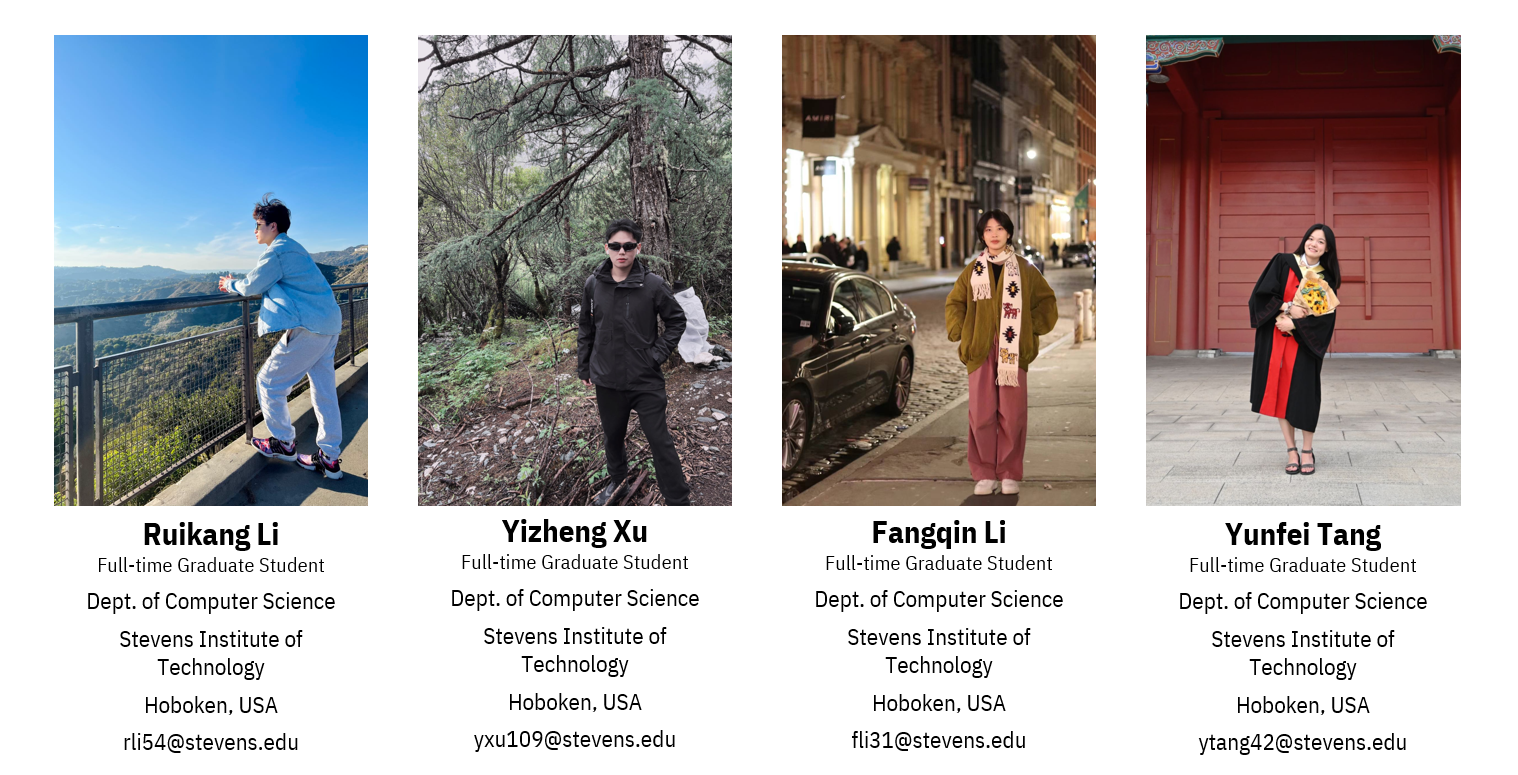 AMIRI
Ruikang Li
Full-time Graduate Student
Dept. of Computer Science
Stevens Institute of
Technology
Hoboken, USA
rli54@stevens.edu
Yizheng Xu
Full-time Graduate Student
Dept. of Computer Science
Stevens Institute of
Technology
Hoboken, USA
yxu109@stevens.edu
Fangqin Li
Full-time Graduate Student
Dept. of Computer Science
Stevens Institute of
Technology
Hoboken, USA
fli31@stevens.edu
Yunfei Tang
Full-time Graduate Student
Dept. of Computer Science
Stevens Institute of
Technology
Hoboken, USA
ytang42@stevens.edu